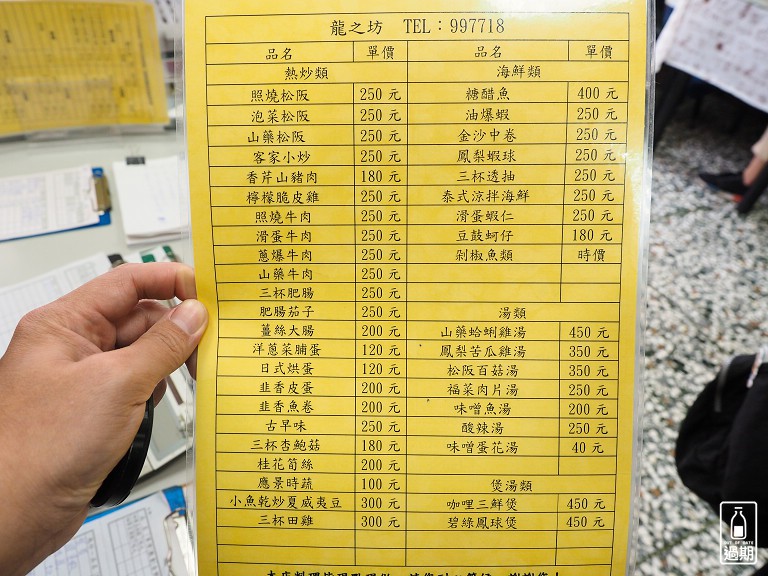 龍之坊 TEL：997718
品名 單價 品名 單價
熱炒類 海鮮類
照燒松阪 250 元 糖醋魚 400 元
泡菜松阪 250 元 油爆蝦 250 元
山藥松阪 250 元 金沙中卷 250 元
客家小炒 250 元 鳳梨蝦球 250 元
香芹山豬肉 180 元 三杯透抽 250 元
檸檬脆皮雞 250 元 泰式涼拌海鮮 250 元
照燒牛肉 250 元 滑蛋蝦仁 250 元
滑蛋牛肉 250 元 豆鼓蚵仔 180 元
蔥爆牛肉 250 元 剁椒魚類 時價
山藥牛肉 250 元
三杯肥腸 250 元
肥腸茄子 250 元 湯類
薑絲大腸 200 元 山藥蛤蜊雞湯 450 元
洋蔥菜脯蛋 120 元 鳳梨苦瓜雞湯 350 元
日式烘蛋 120 元 松阪百菇湯 350 元
韭香皮蛋 200 元 福菜肉片湯 250 元
韭香魚卷 200 元 味噌魚湯 200 元
古早味 250 元 酸辣湯 250 元
三杯杏鮑菇 180 元 味噌蛋花湯 40 元
桂花筍絲 200 元
應景時蔬 100 元 煲湯類
小魚乾炒夏威夷豆 300 元 咖哩三鮮煲 450 元
三杯田雞 300 元 碧綠鳳球煲 450 元
OUT OF DATE
過期